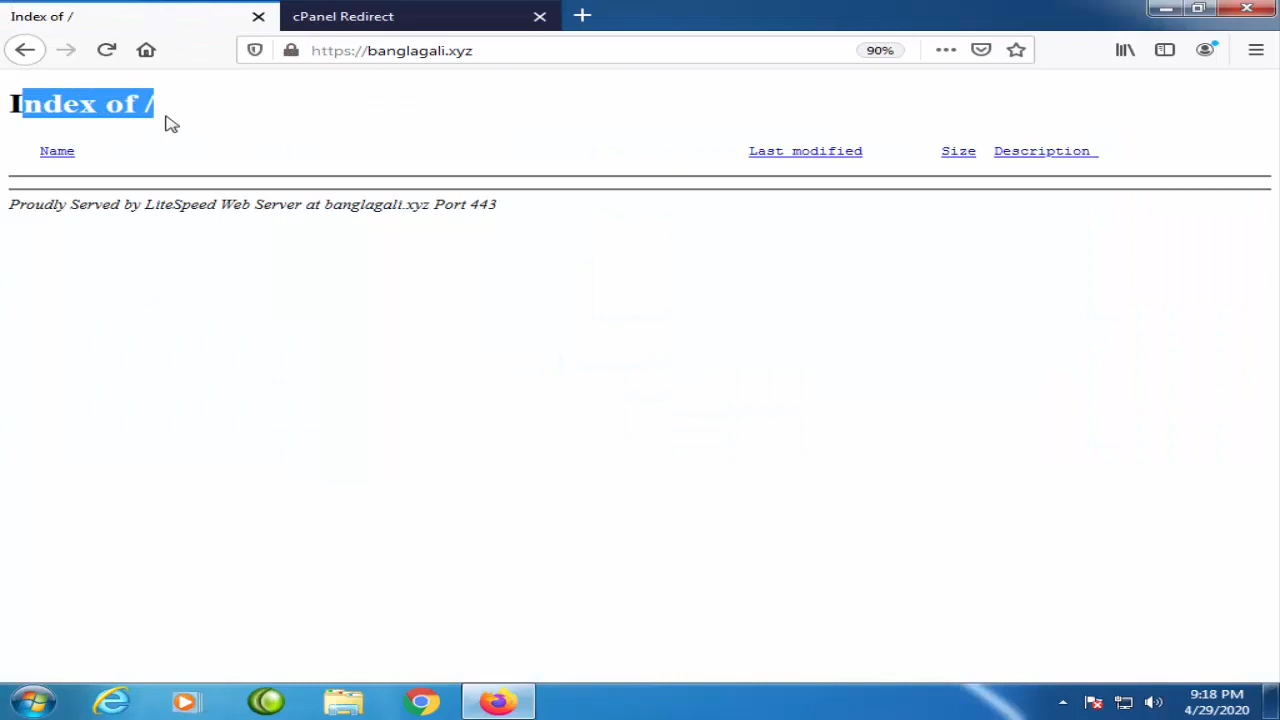 Index of /
cPanel Redirect
https://banglagali.xyz
90%
Index of /
Name Last modified Size Description
Proudly Served by LiteSpeed Web Server at banglagali.xyz Port 443
9:18 PM
4/29/2020